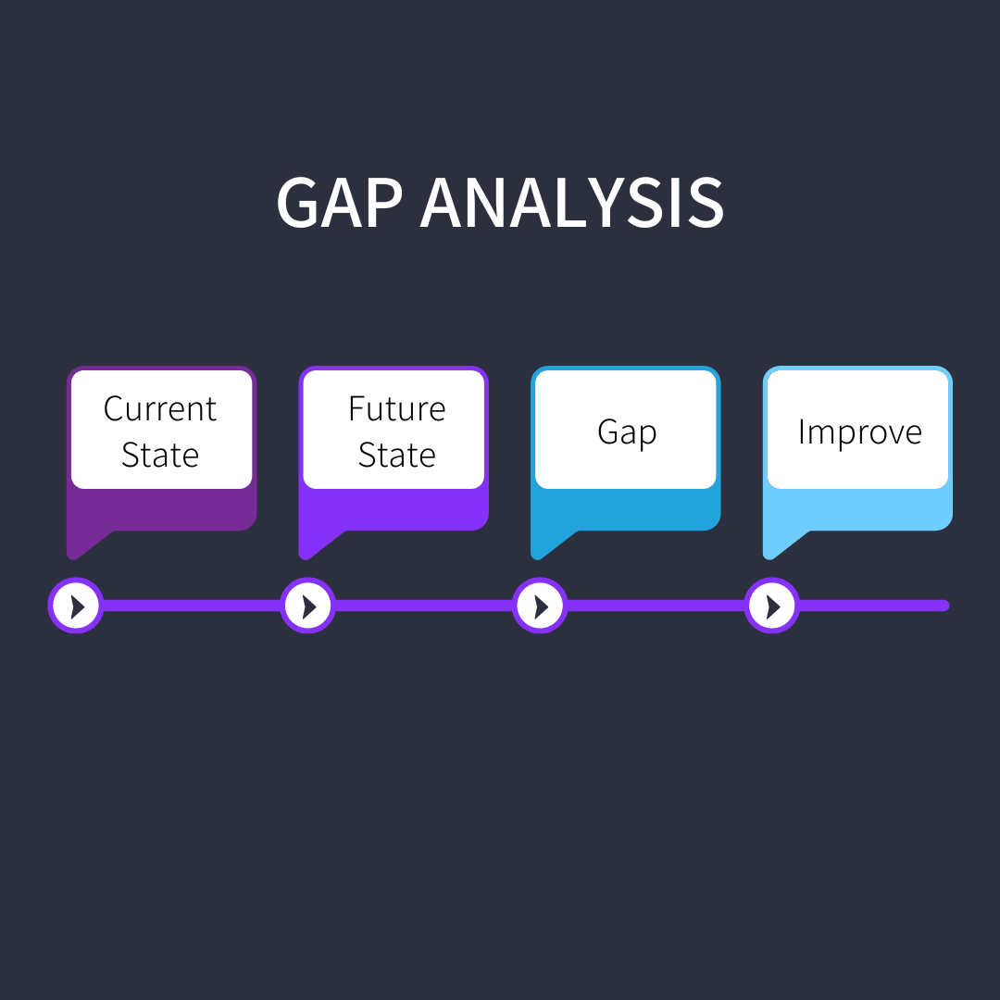 GAP ANALYSIS
Current
State
Future
State
Gap
Improve